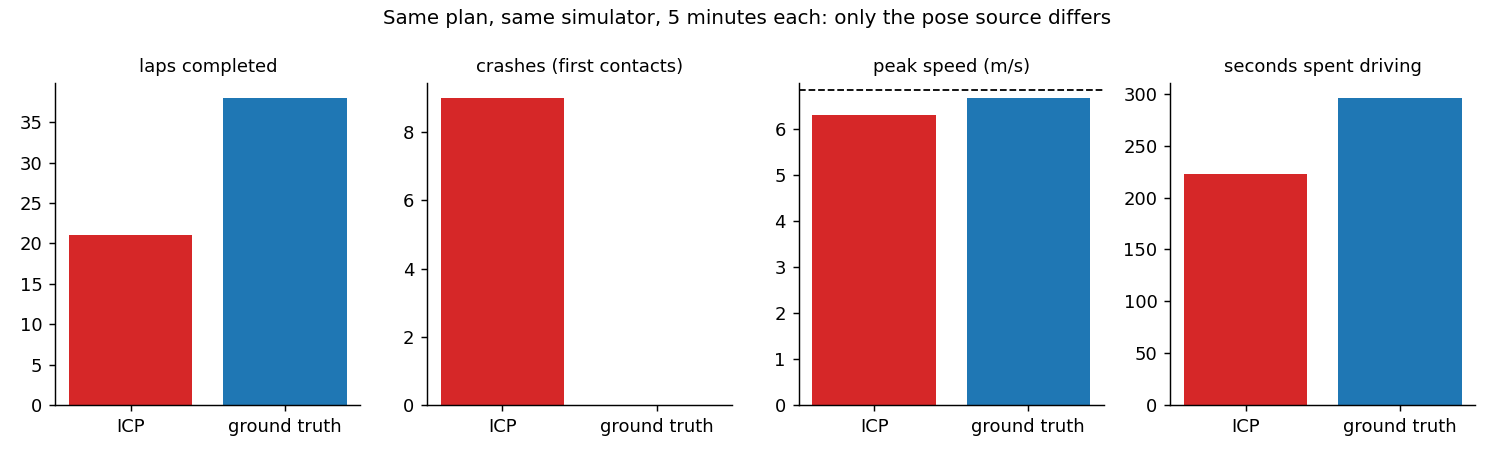 Same plan, same simulator, 5 minutes each: only the pose source differs
laps completed
35
30
25
20
15
10
5
0
ICP
ground truth
crashes (first contacts)
8
6
4
2
0
ICP
ground truth
peak speed (m/s)
6
5
4
3
2
1
0
ICP
ground truth
seconds spent driving
300
250
200
150
100
50
0
ICP
ground truth